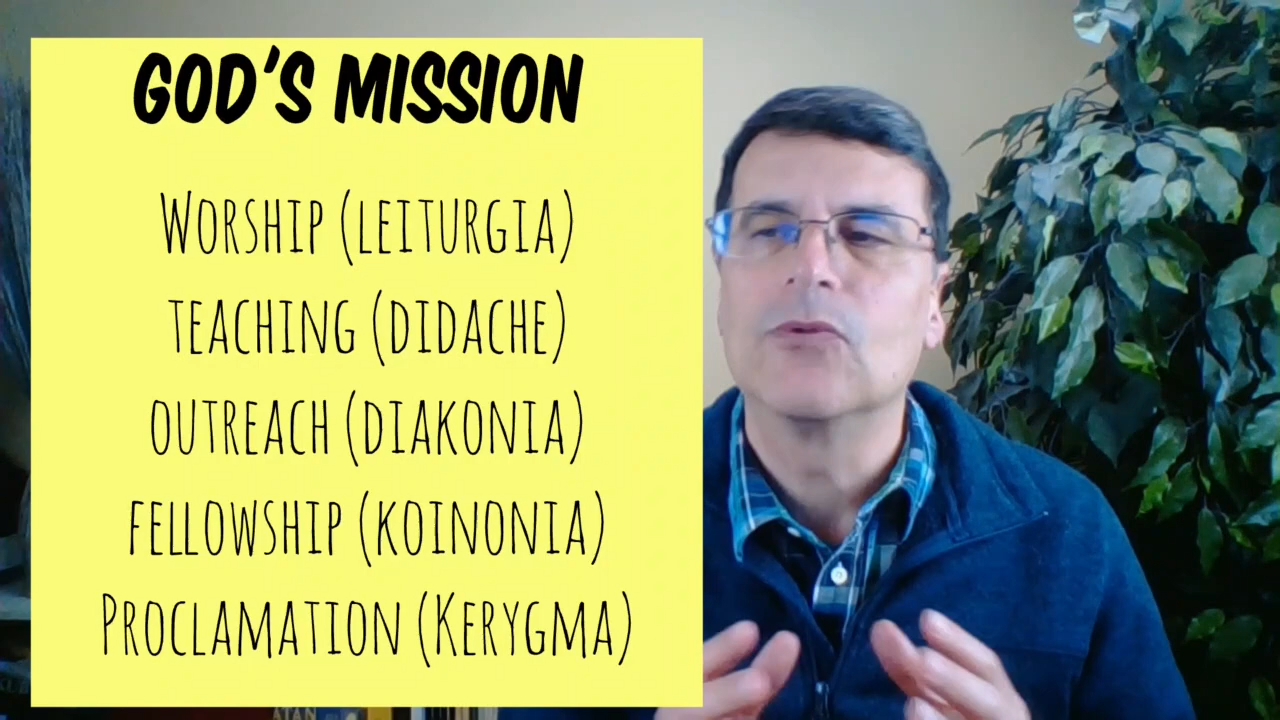 GOD'S MISSION
WORSHIP (LEITURGIA)
TEACHING (DIDACHE)
OUTREACH (DIAKONIA)
FELLOWSHIP (KOINONIA)
PROCLAMATION (KERYGMA)